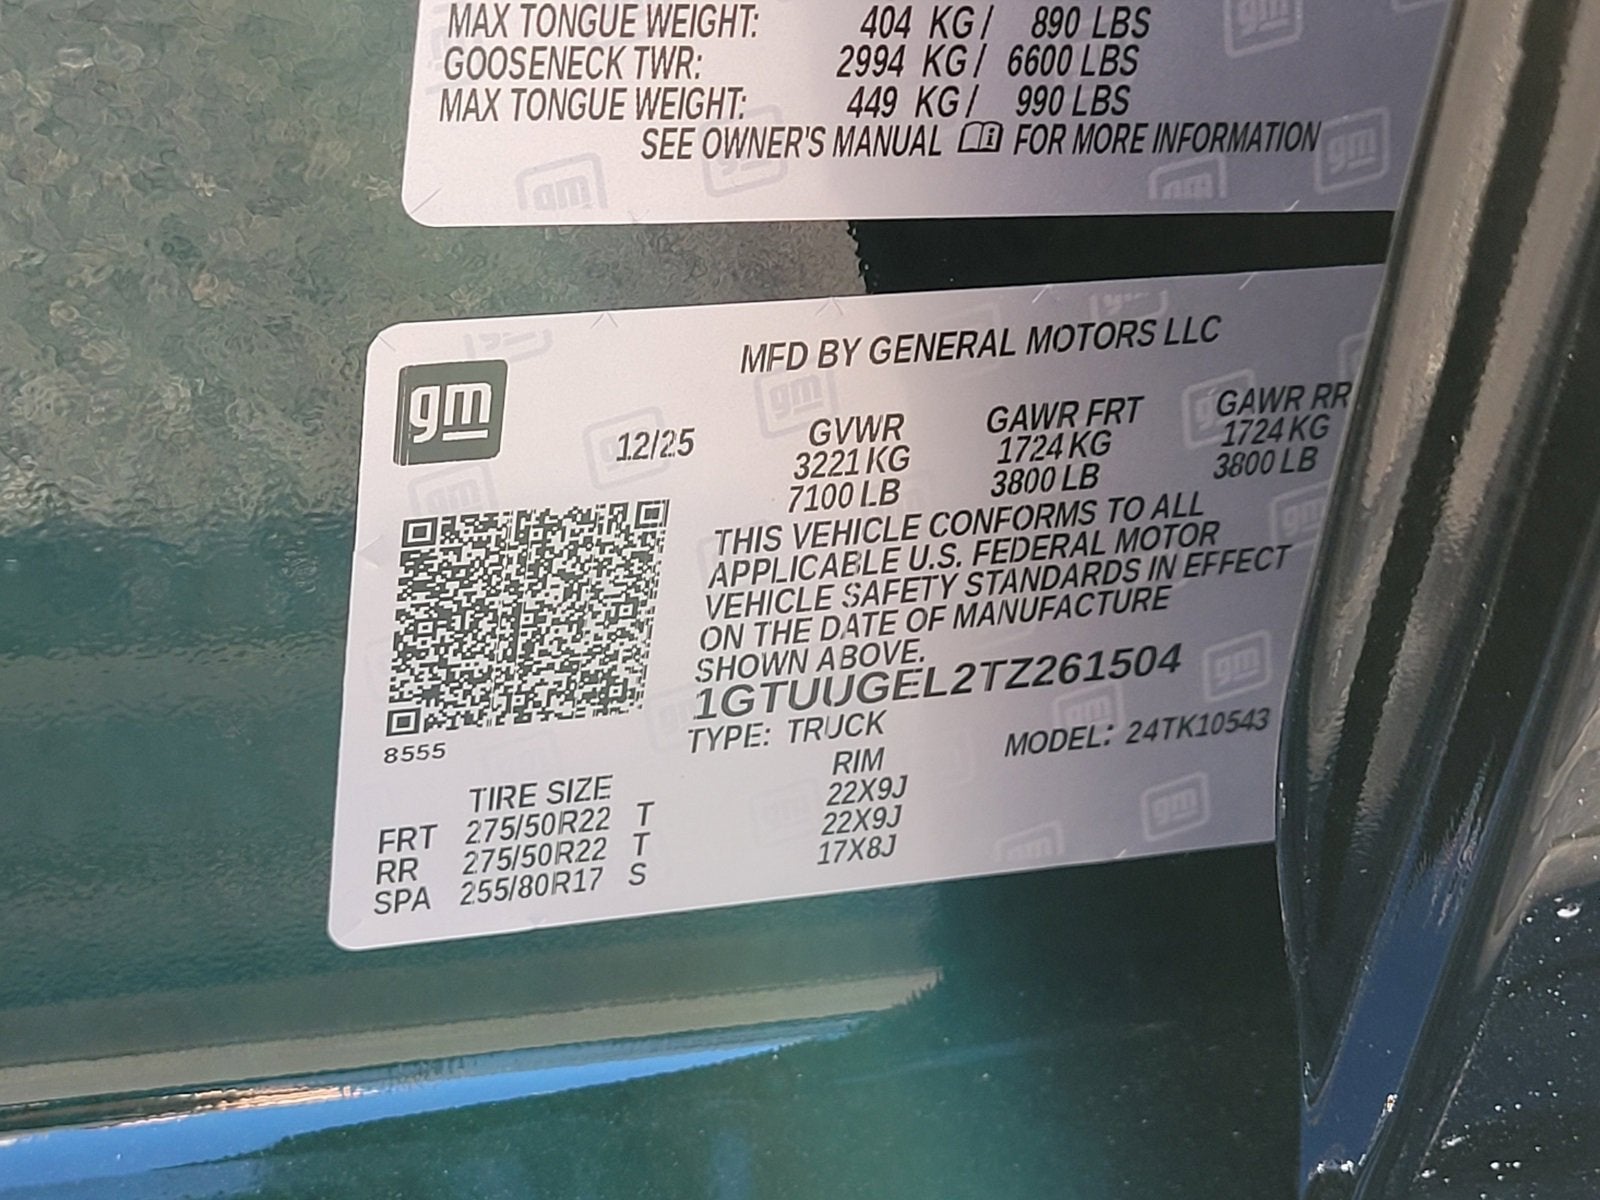 MAX TONGUE WEIGHT: 404 KG / 890 LBS
GOOSENECK TWR: 2994 KG / 6600 LBS
MAX TONGUE WEIGHT: 449 KG / 990 LBS
SEE OWNER'S MANUAL FOR MORE INFORMATION
gm
MFD BY GENERAL MOTORS LLC
12/25
GVWR GAWR FRT GAWR RR
3221 KG 1724 KG 1724 KG
7100 LB 3800 LB 3800 LB
THIS VEHICLE CONFORMS TO ALL
APPLICABLE U.S. FEDERAL MOTOR
VEHICLE SAFETY STANDARDS IN EFFECT
ON THE DATE OF MANUFACTURE
SHOWN ABOVE.
1GTUUGEL2TZ261504
TYPE: TRUCK MODEL: 24TK10543
8555
TIRE SIZE RIM
FRT 275/50R22 T 22X9J
RR 275/50R22 T 22X9J
SPA 255/80R17 S 17X8J